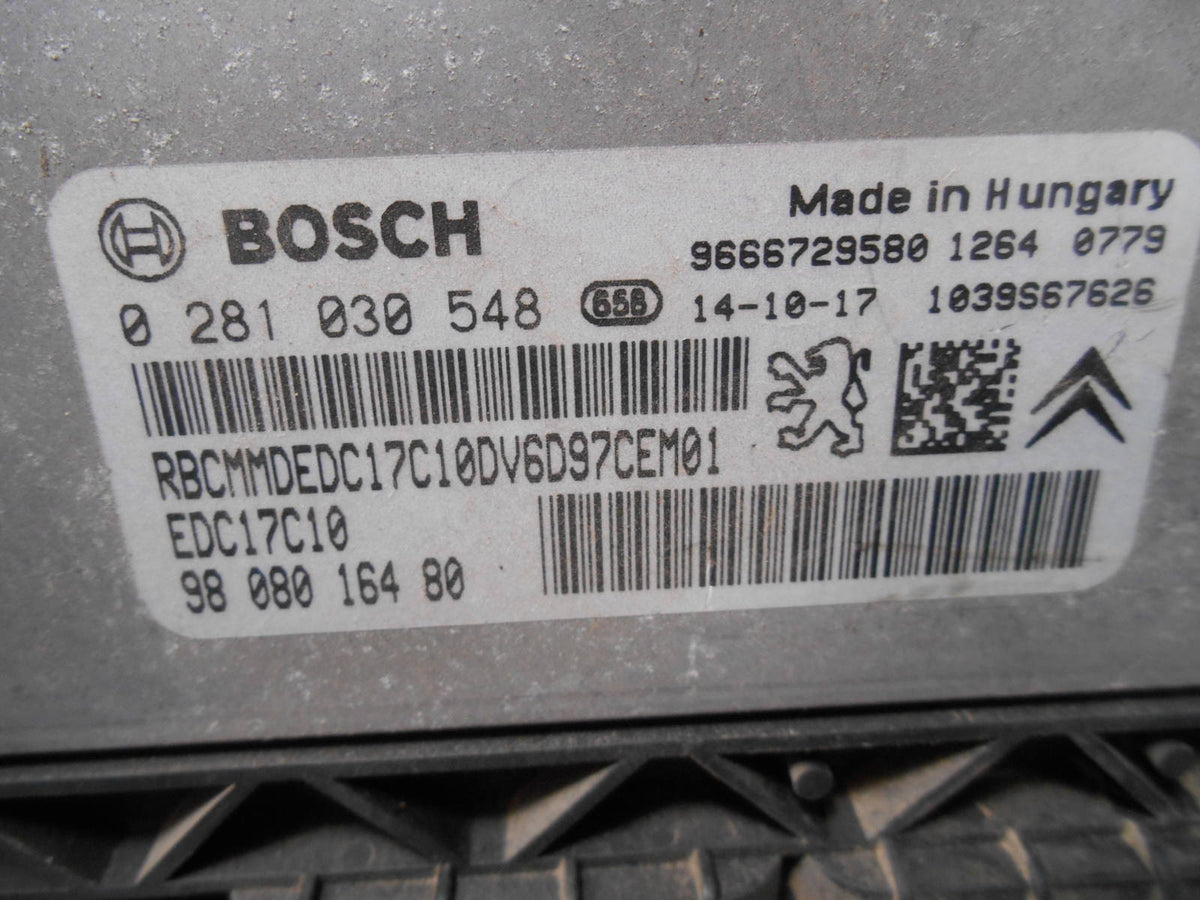 BOSCH
Made in Hungary
9666729580 1264 0779
0 281 030 548 658 14-10-17 1039S67626
RBCMMDEDC17C10DV6D97CEM01
EDC17C10
98 080 164 80